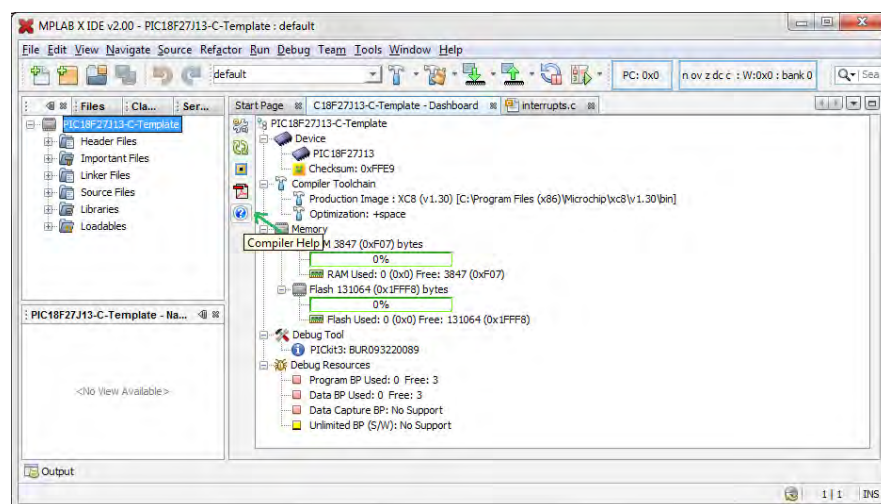 MPLAB X IDE v2.00 - PIC18F27J13-C-Template : default
File Edit View Navigate Source Refactor Run Debug Team Tools Window Help
default
PC: 0x0
n ov z dc c : W:0x0 : bank 0
Sea
Files
Cla...
Ser...
Start Page
C18F27J13-C-Template - Dashboard
interrupts.c
PIC18F27J13-C-Template
Header Files
Important Files
Linker Files
Source Files
Libraries
Loadables
PIC18F27J13-C-Template
Device
PIC18F27J13
Checksum: 0xFFE9
Compiler Toolchain
Production Image : XC8 (v1.30) [C:\Program Files (x86)\Microchip\xc8\v1.30\bin]
Optimization: +space
Memory
Compiler Help
M 3847 (0xF07) bytes
0%
RAM Used: 0 (0x0) Free: 3847 (0xF07)
Flash 131064 (0x1FFF8) bytes
0%
Flash Used: 0 (0x0) Free: 131064 (0x1FFF8)
Debug Tool
PICkit3: BUR093220089
Debug Resources
Program BP Used: 0 Free: 3
Data BP Used: 0 Free: 3
Data Capture BP: No Support
Unlimited BP (S/W): No Support
PIC18F27J13-C-Template - Na...
<No View Available>
Output
1|1
INS